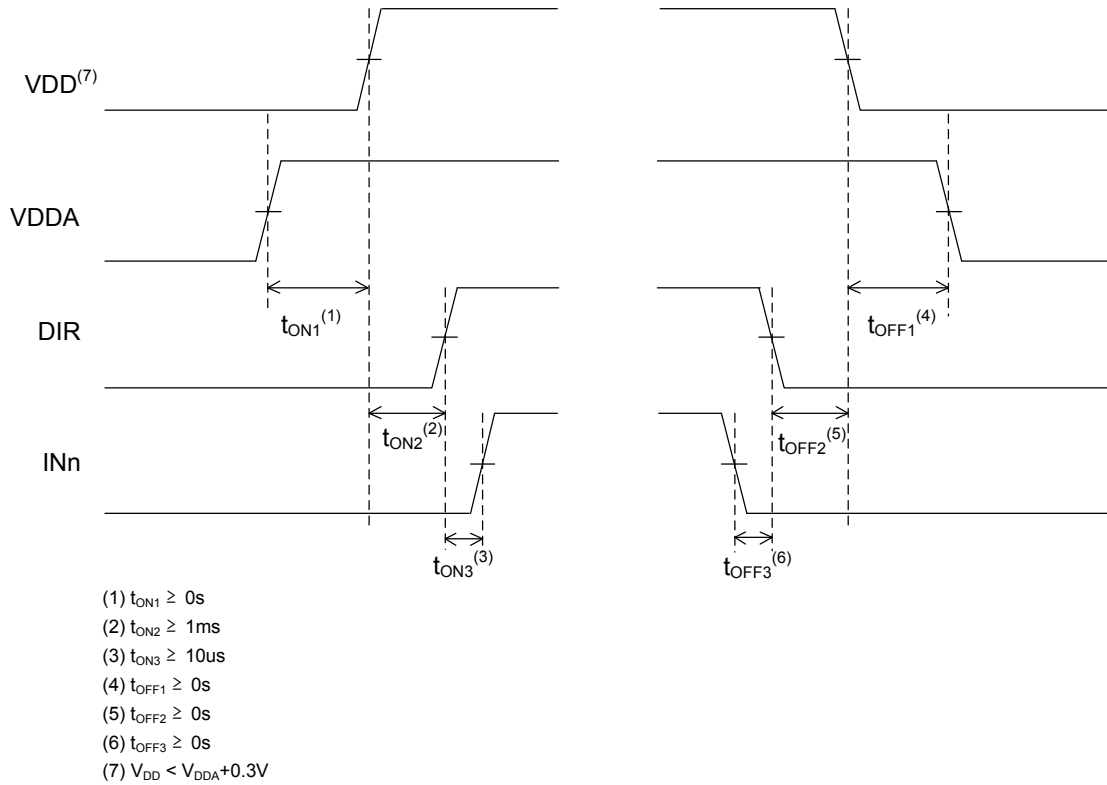 VDD(7)
VDDA
tON1(1)
tOFF1(4)
DIR
tON2(2)
tOFF2(5)
INn
tON3(3)
tOFF3(6)
(1) tON1 ≥ 0s
(2) tON2 ≥ 1ms
(3) tON3 ≥ 10us
(4) tOFF1 ≥ 0s
(5) tOFF2 ≥ 0s
(6) tOFF3 ≥ 0s
(7) VDD < VDDA+0.3V